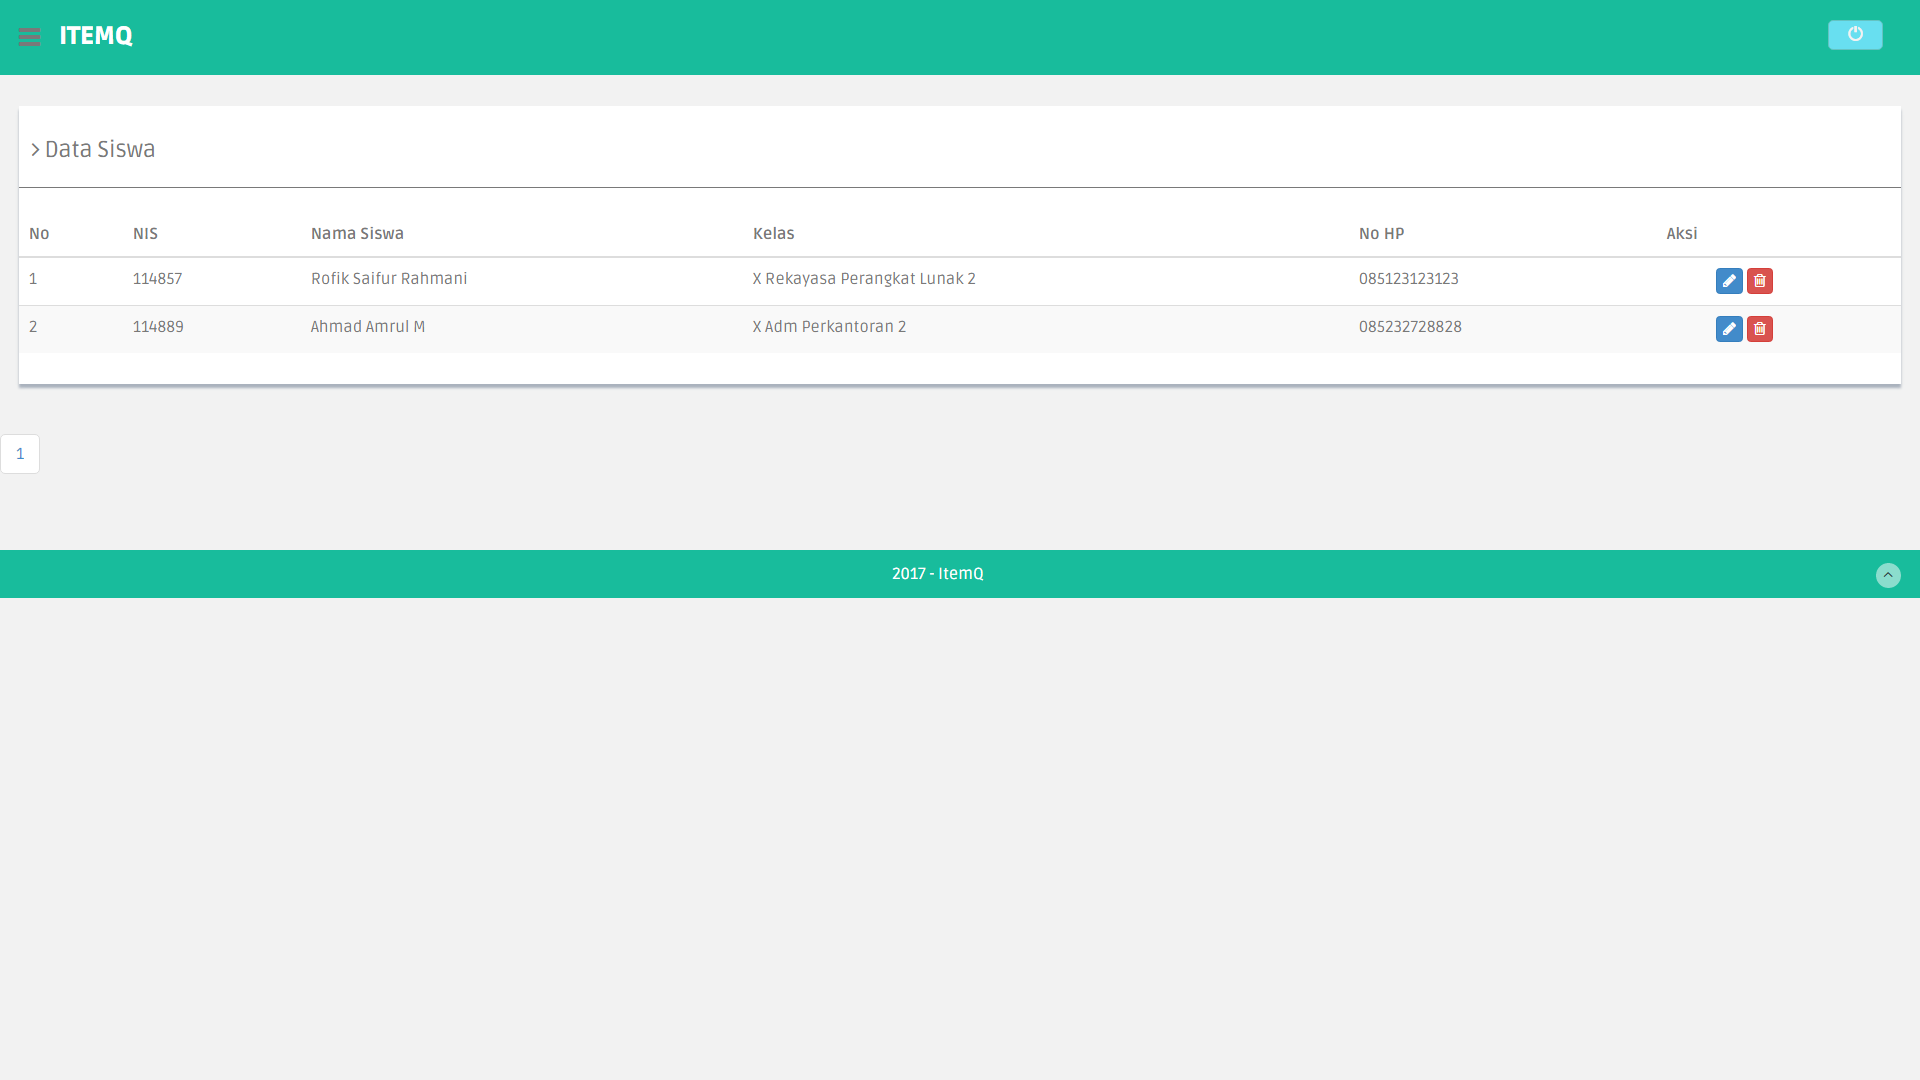 ITEMQ
Data Siswa
No NIS Nama Siswa Kelas No HP Aksi
1 114857 Rofik Saifur Rahmani X Rekayasa Perangkat Lunak 2 085123123123
2 114889 Ahmad Amrul M X Adm Perkantoran 2 085232728828
1
2017 - ItemQ